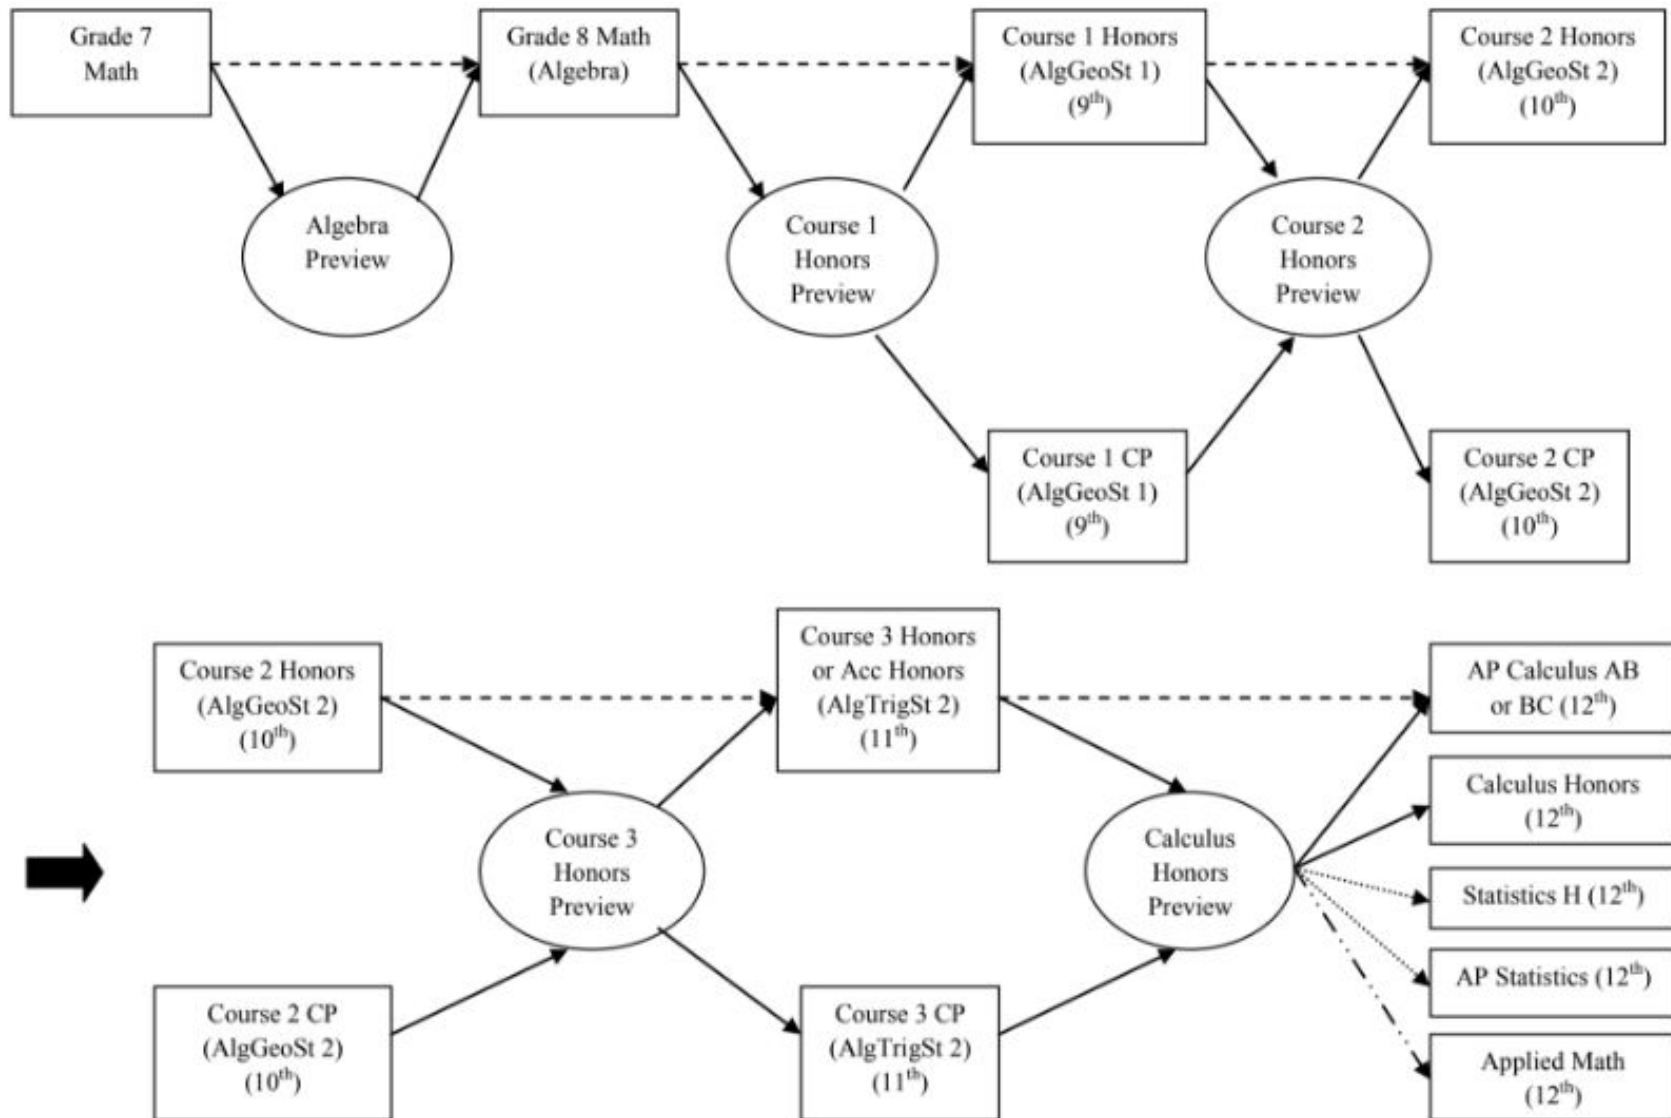 Grade 7
Math
Grade 8 Math
(Algebra)
Course 1 Honors
(AlgGeoSt 1)
(9th)
Course 2 Honors
(AlgGeoSt 2)
(10th)
Algebra
Preview
Course 1
Honors
Preview
Course 2
Honors
Preview
Course 1 CP
(AlgGeoSt 1)
(9th)
Course 2 CP
(AlgGeoSt 2)
(10th)
Course 2 Honors
(AlgGeoSt 2)
(10th)
Course 3 Honors
or Acc Honors
(AlgTrigSt 2)
(11th)
AP Calculus AB
or BC (12th)
Calculus Honors
(12th)
Course 3
Honors
Preview
Calculus
Honors
Preview
Statistics H (12th)
AP Statistics (12th)
Course 2 CP
(AlgGeoSt 2)
(10th)
Course 3 CP
(AlgTrigSt 2)
(11th)
Applied Math
(12th)